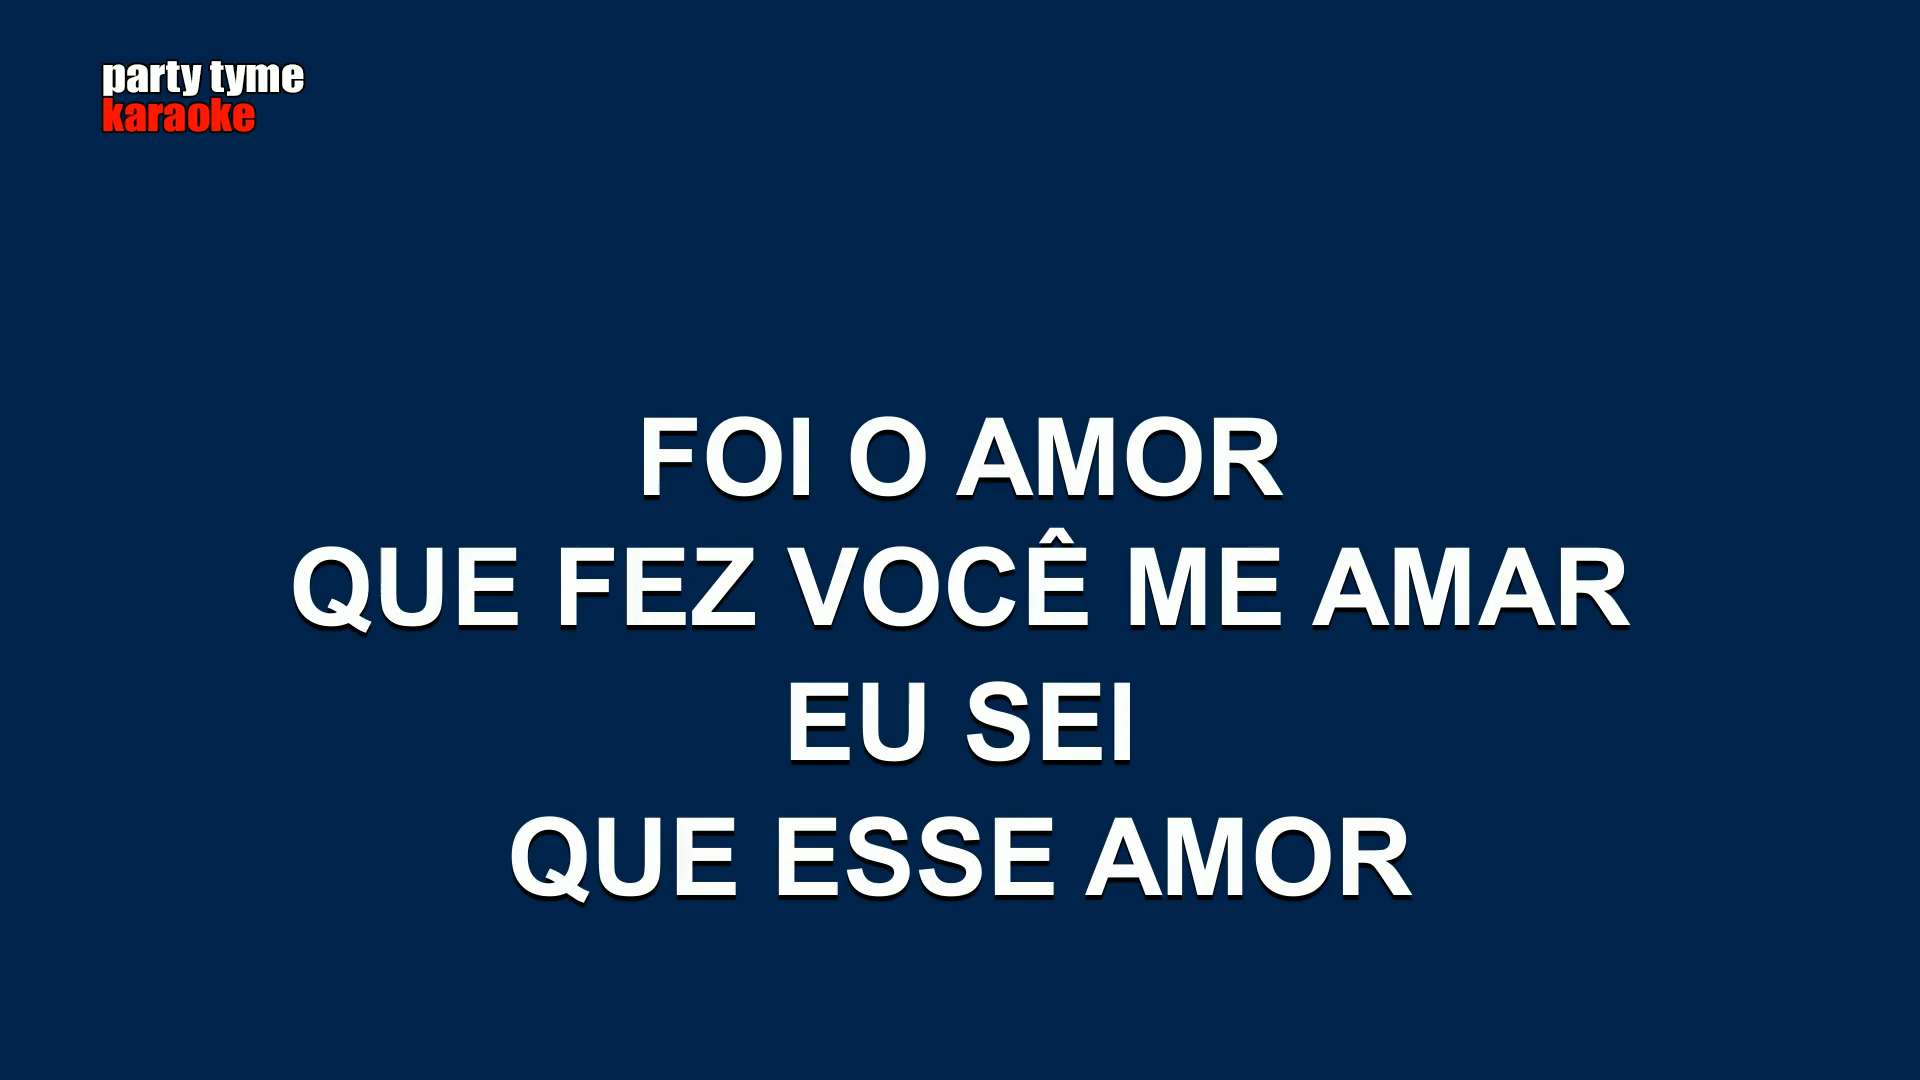 party tyme
karaoke
FOI O AMOR
QUE FEZ VOCÊ ME AMAR
EU SEI
QUE ESSE AMOR